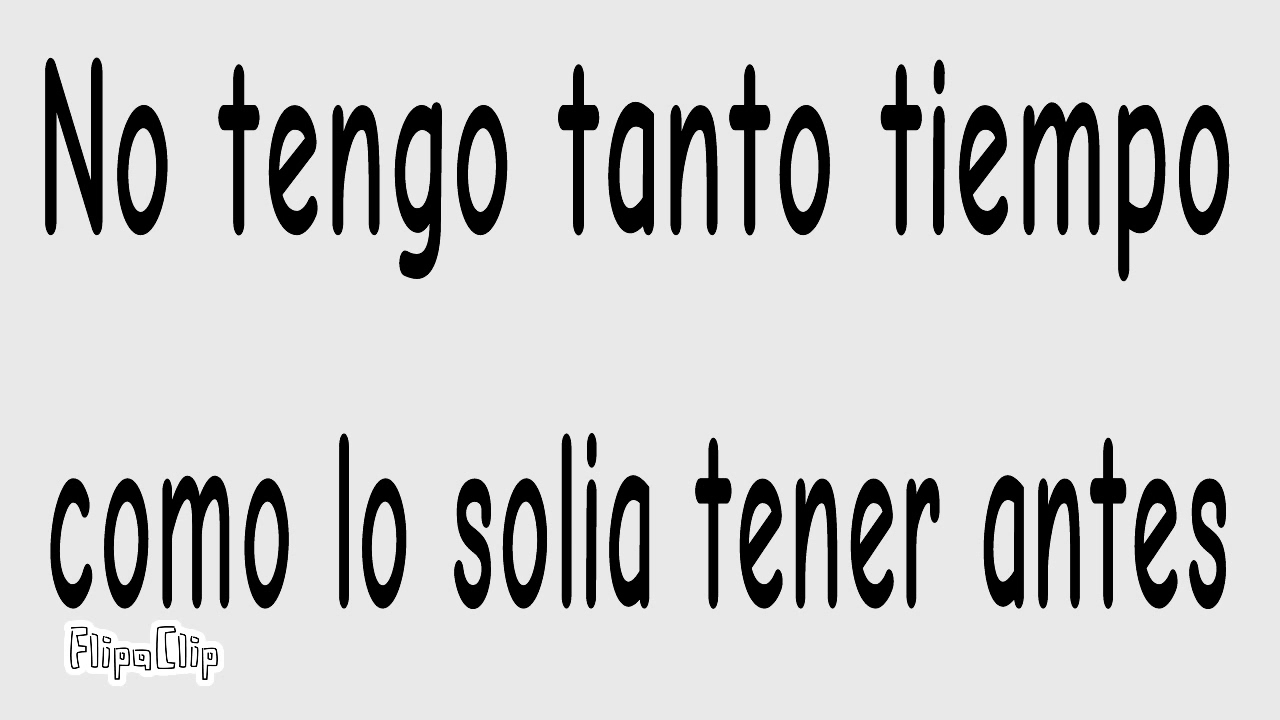 No tengo tanto tiempo
como lo solia tener antes
FlipaClip